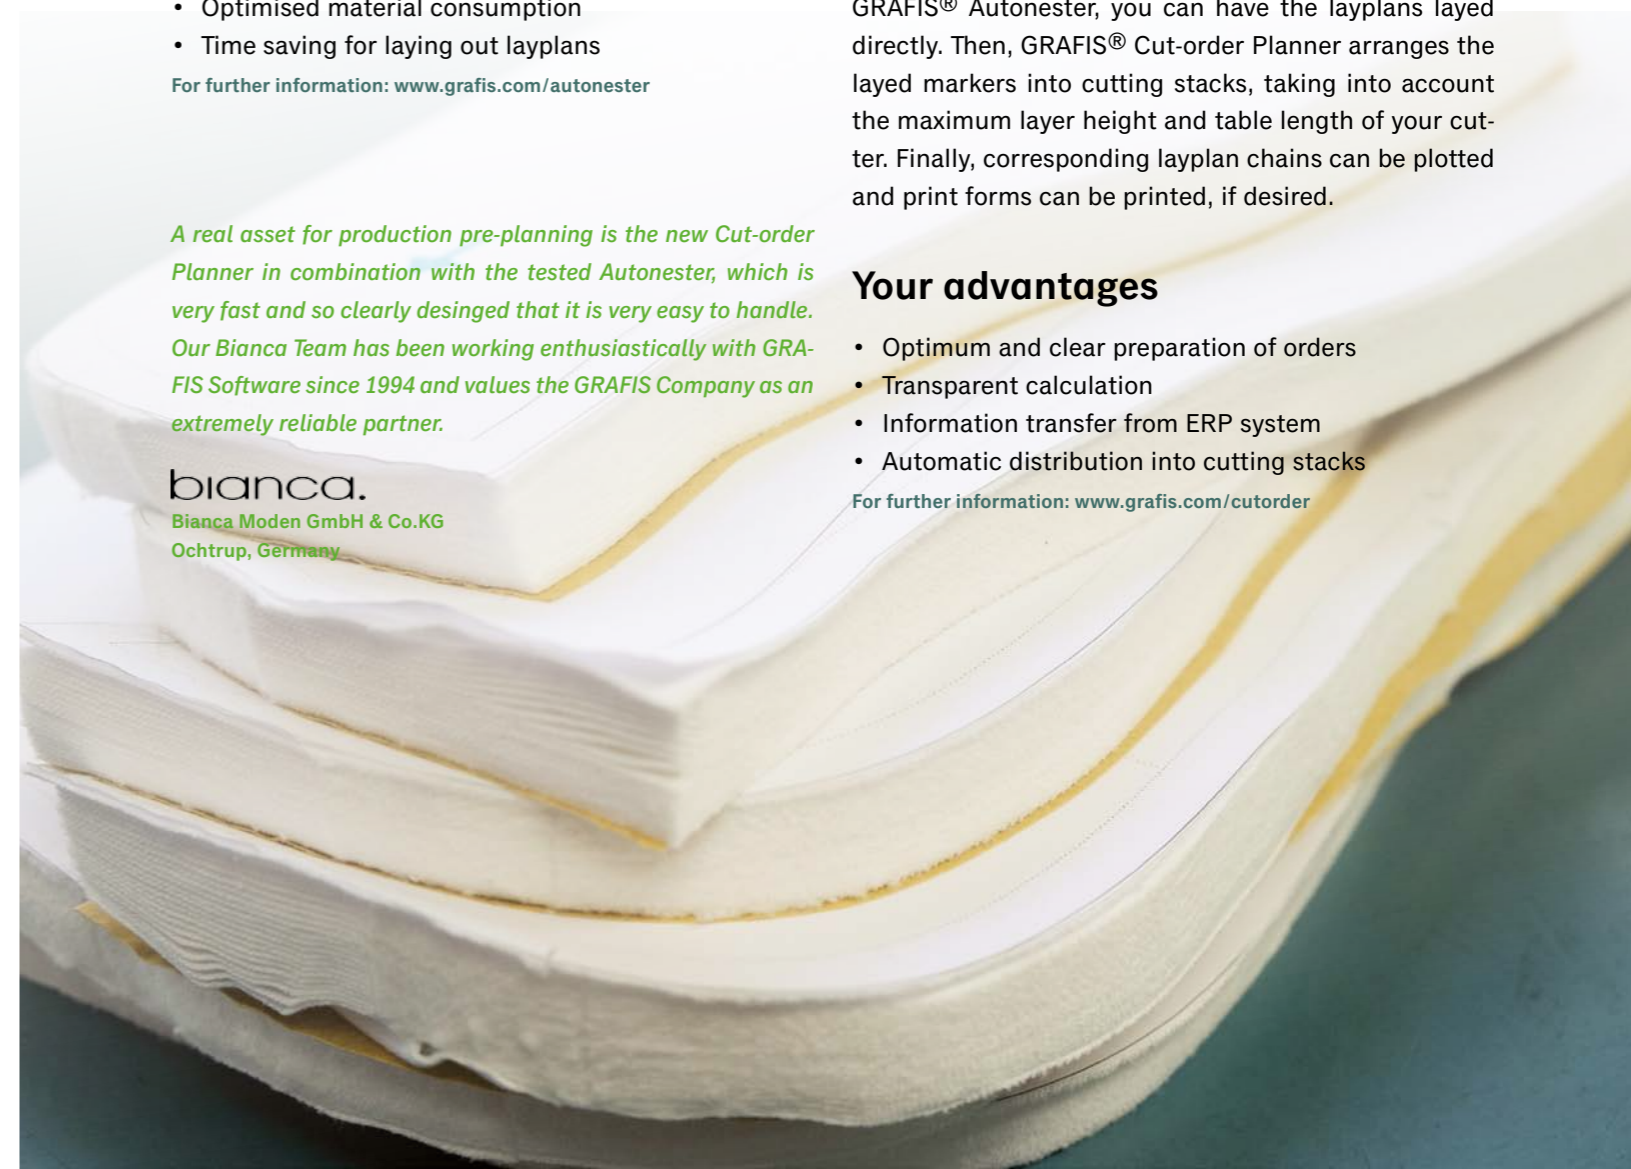 • Optimised material consumption
• Time saving for laying out layplans
For further information: www.grafis.com/autonester
A real asset for production pre-planning is the new Cut-order
Planner in combination with the tested Autonester, which is
very fast and so clearly desinged that it is very easy to handle.
Our Bianca Team has been working enthusiastically with GRA-
FIS Software since 1994 and values the GRAFIS Company as an
extremely reliable partner.
bianca.
Bianca Moden GmbH & Co.KG
Ochtrup, Germany
GRAFIS® Autonester, you can have the layplans layed
directly. Then, GRAFIS® Cut-order Planner arranges the
layed markers into cutting stacks, taking into account
the maximum layer height and table length of your cut-
ter. Finally, corresponding layplan chains can be plotted
and print forms can be printed, if desired.
Your advantages
• Optimum and clear preparation of orders
• Transparent calculation
• Information transfer from ERP system
• Automatic distribution into cutting stacks
For further information: www.grafis.com/cutorder